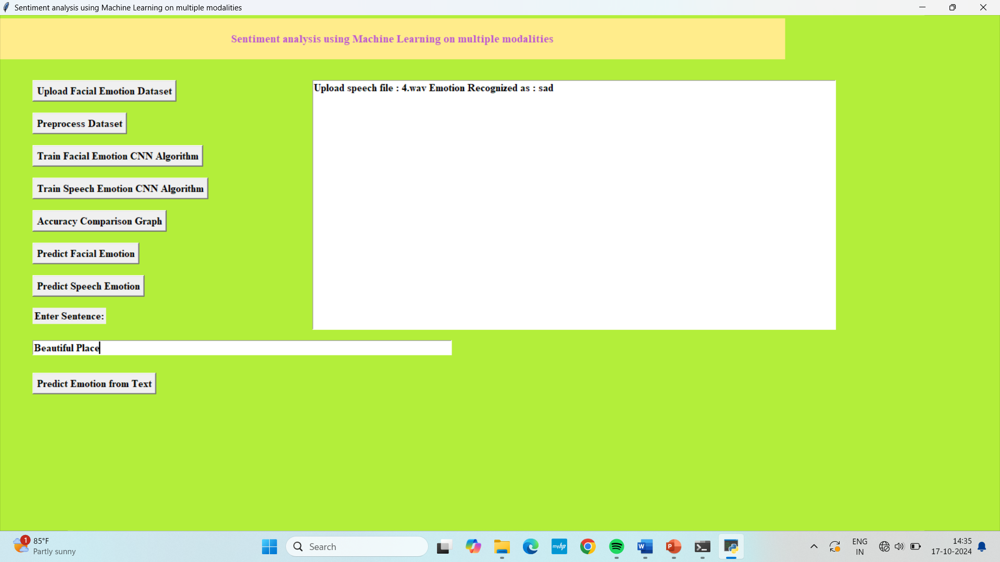 Sentiment analysis using Machine Learning on multiple modalities
Sentiment analysis using Machine Learning on multiple modalities
Upload Facial Emotion Dataset
Preprocess Dataset
Train Facial Emotion CNN Algorithm
Train Speech Emotion CNN Algorithm
Accuracy Comparison Graph
Predict Facial Emotion
Predict Speech Emotion
Enter Sentence:
Beautiful Place
Predict Emotion from Text
Upload speech file : 4.wav Emotion Recognized as : sad
1
85°F
Partly sunny
Search
myhp
W
P
ENG
IN
14:35
17-10-2024